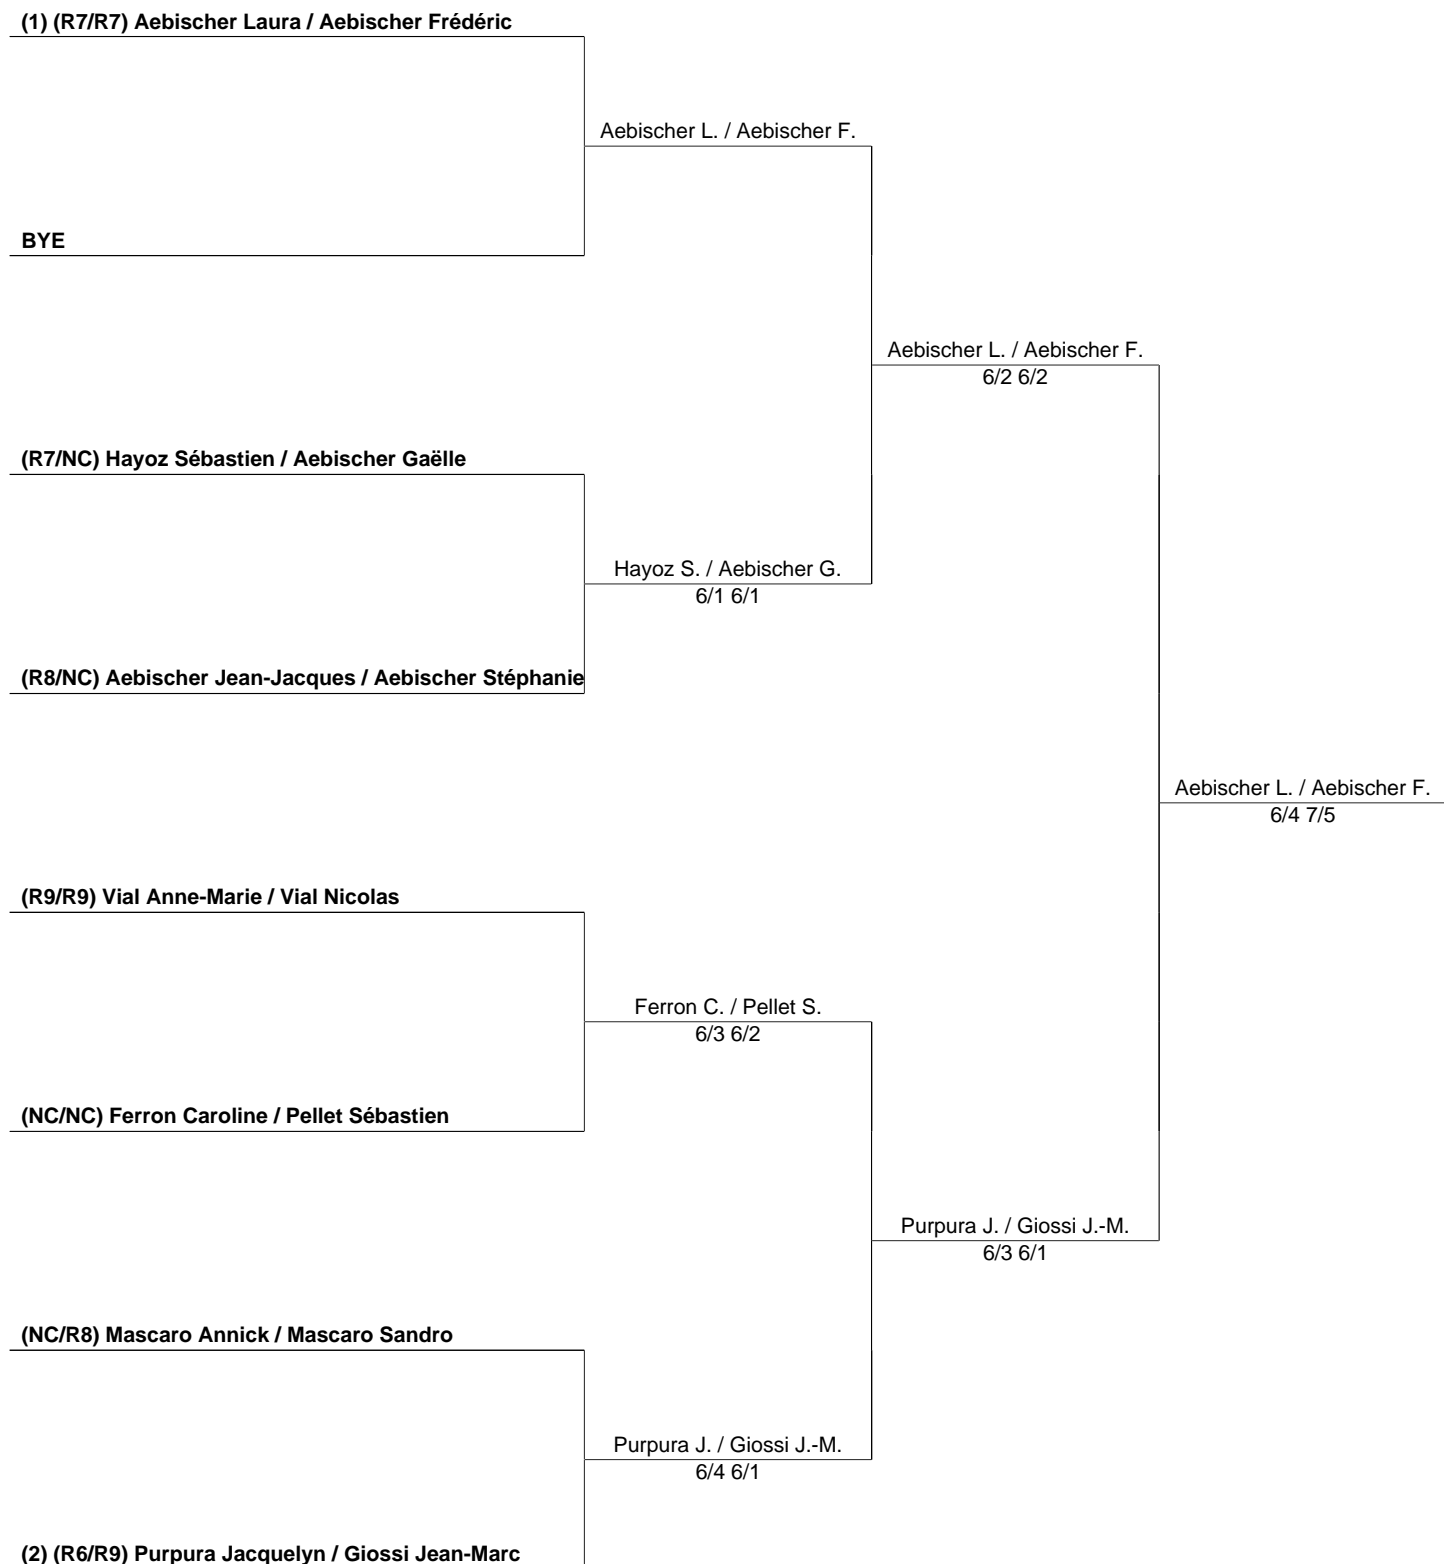 (1) (R7/R7) Aebischer Laura / Aebischer Frédéric
Aebischer L. / Aebischer F.
BYE
Aebischer L. / Aebischer F.
6/2 6/2
(R7/NC) Hayoz Sébastien / Aebischer Gaëlle
Hayoz S. / Aebischer G.
6/1 6/1
(R8/NC) Aebischer Jean-Jacques / Aebischer Stéphanie
Aebischer L. / Aebischer F.
6/4 7/5
(R9/R9) Vial Anne-Marie / Vial Nicolas
Ferron C. / Pellet S.
6/3 6/2
(NC/NC) Ferron Caroline / Pellet Sébastien
Purpura J. / Giossi J.-M.
6/3 6/1
(NC/R8) Mascaro Annick / Mascaro Sandro
Purpura J. / Giossi J.-M.
6/4 6/1
(2) (R6/R9) Purpura Jacquelyn / Giossi Jean-Marc